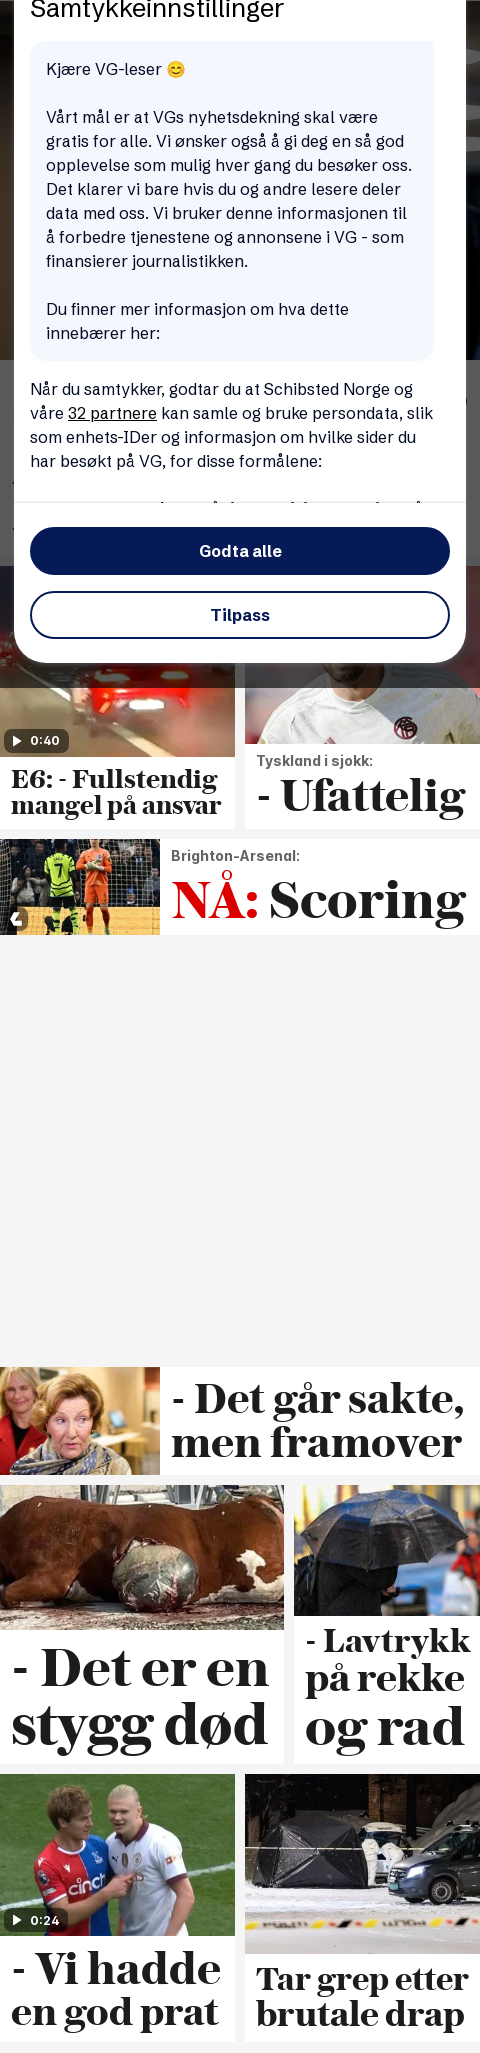 Samtykkeinnstillinger
Kjære VG-leser 😊
Vårt mål er at VGs nyhetsdekning skal være
gratis for alle. Vi ønsker også å gi deg en så god
opplevelse som mulig hver gang du besøker oss.
Det klarer vi bare hvis du og andre lesere deler
data med oss. Vi bruker denne informasjonen til
å forbedre tjenestene og annonsene i VG - som
finansierer journalistikken.
Du finner mer informasjon om hva dette
innebærer her:
Når du samtykker, godtar du at Schibsted Norge og
våre 32 partnere kan samle og bruke persondata, slik
som enhets-IDer og informasjon om hvilke sider du
har besøkt på VG, for disse formålene:
Godta alle
Tilpass
0:40
E6: - Fullstendig
mangel på ansvar
Tyskland i sjokk:
- Ufattelig
Brighton-Arsenal:
NÅ: Scoring
- Det går sakte,
men framover
- Det er en
stygg død
- Lavtrykk
på rekke
og rad
cinch
0:24
- Vi hadde
en god prat
Tar grep etter
brutale drap